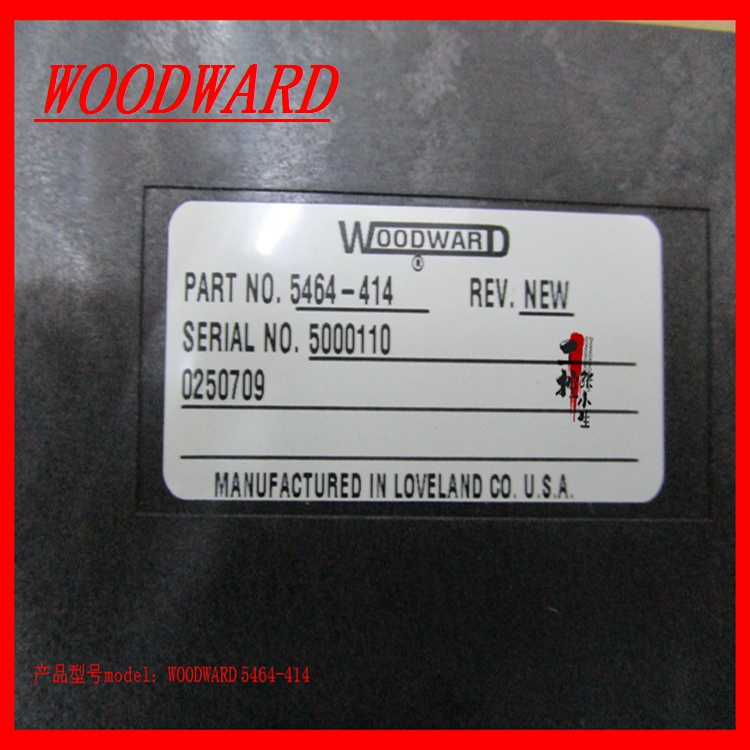 WOODWARD
WOODWARD
®
PART NO. 5464-414 REV. NEW
SERIAL NO. 5000110
0250709
MANUFACTURED IN LOVELAND CO. U.S.A.
产品型号model: WOODWARD 5464-414